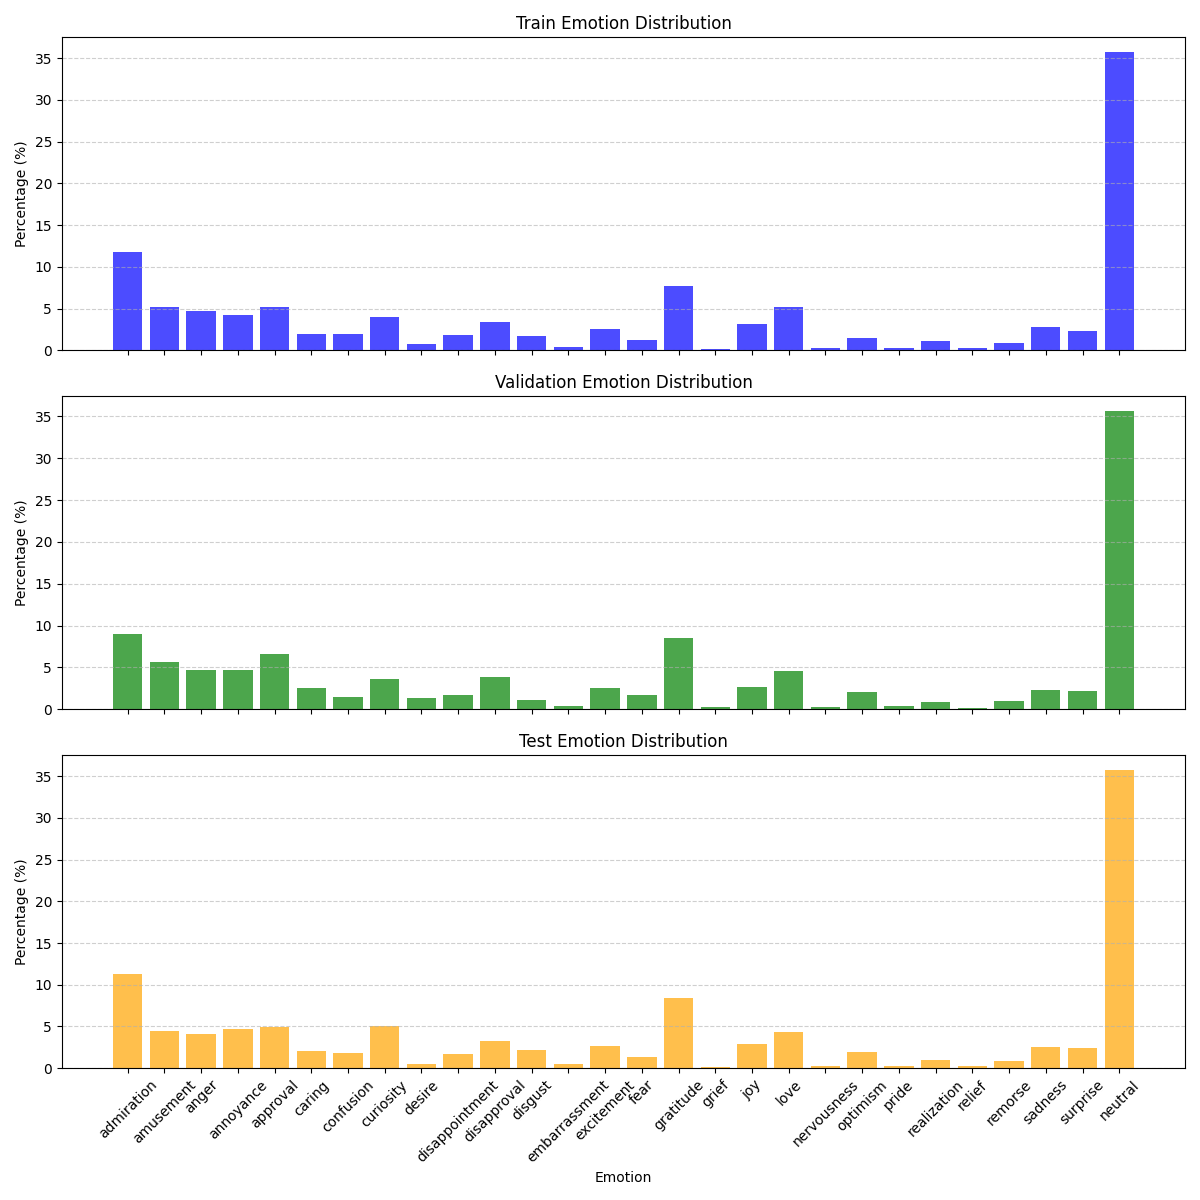 Train Emotion Distribution
Percentage (%)
35
30
25
20
15
10
5
0
Validation Emotion Distribution
Percentage (%)
35
30
25
20
15
10
5
0
Test Emotion Distribution
Percentage (%)
35
30
25
20
15
10
5
0
admiration
amusement
anger
annoyance
approval
caring
confusion
curiosity
desire
disappointment
disapproval
disgust
embarrassment
excitement
fear
gratitude
grief
joy
love
nervousness
optimism
pride
realization
relief
remorse
sadness
surprise
neutral
Emotion